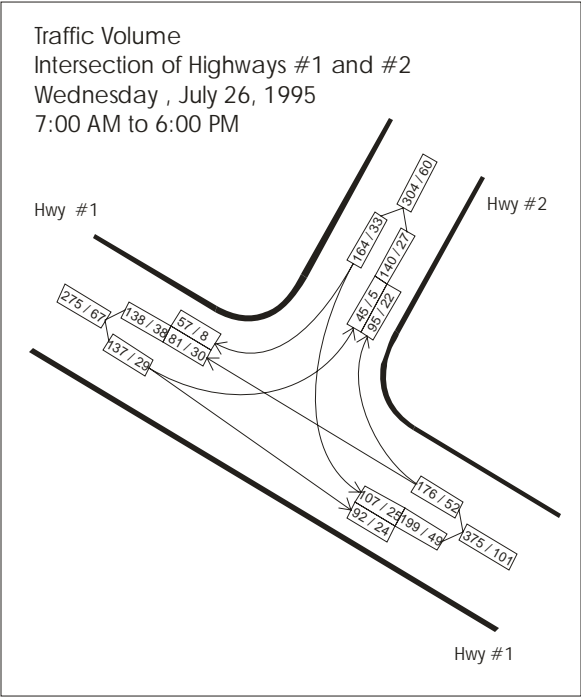 Traffic Volume
Intersection of Highways #1 and #2
Wednesday , July 26, 1995
7:00 AM to 6:00 PM
304 / 60
Hwy #2
Hwy #1
164 / 33
140 / 27
45 / 5
95 / 22
275 / 67
138 / 38
57 / 8
81 / 30
137 / 29
176 / 52
107 / 25
92 / 24
199 / 49
375 / 101
Hwy #1